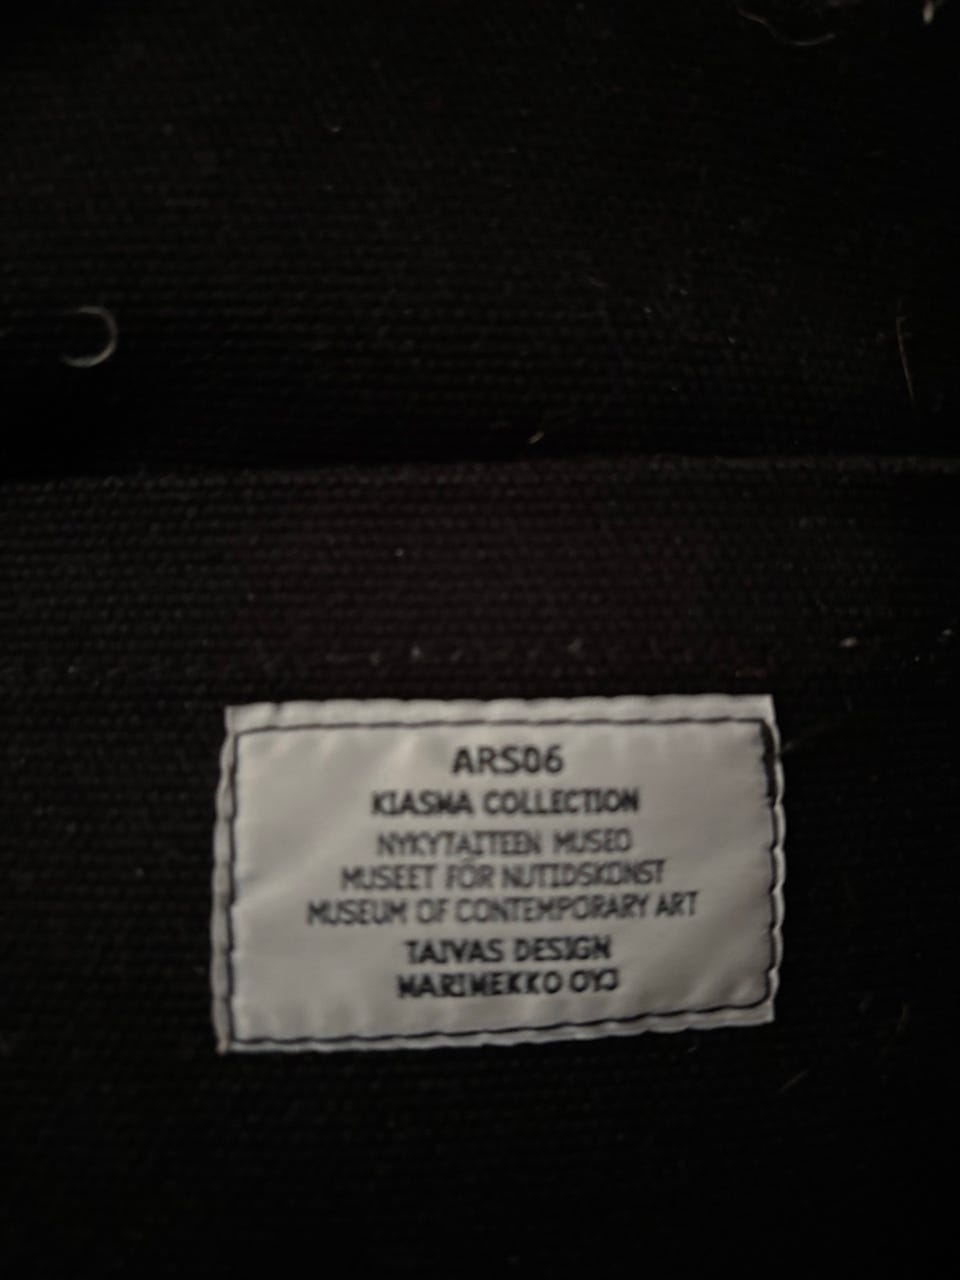 ARS06
KIASMA COLLECTION
NYKYTAITEEN MUSEO
MUSEET FÖR NUTIDSKONST
MUSEUM OF CONTEMPORARY ART
TAIVAS DESIGN
MARIMEKKO OYJ